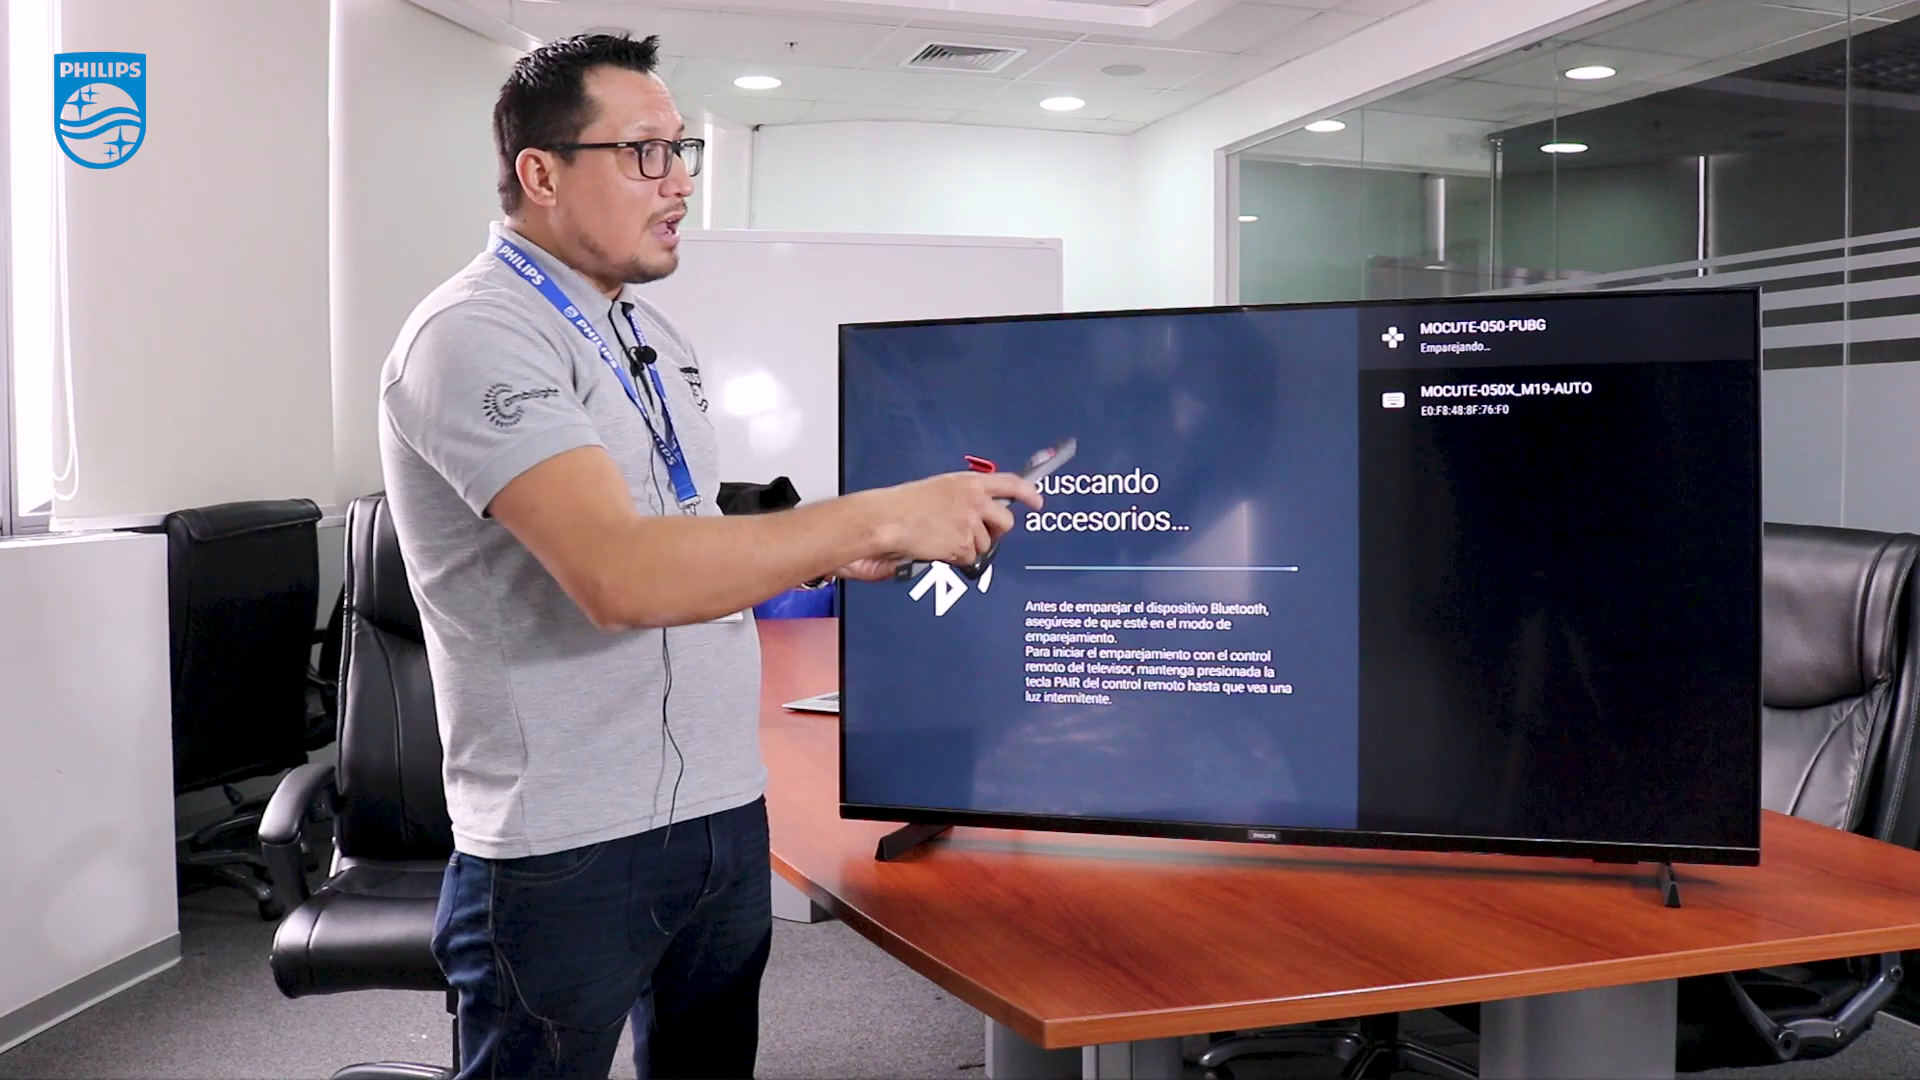 PHILIPS
PHILIPS
PHILIPS
ambilight
MOCUTE-050-PUBG
Emparejando...
MOCUTE-050X_M19-AUTO
E0:F8:48:8F:76:F0
Buscando
accesorios...
Antes de emparejar el dispositivo Bluetooth,
asegúrese de que esté en el modo de
emparejamiento.
Para iniciar el emparejamiento con el control
remoto del televisor, mantenga presionada la
tecla PAIR del control remoto hasta que vea una
luz intermitente.
PHILIPS